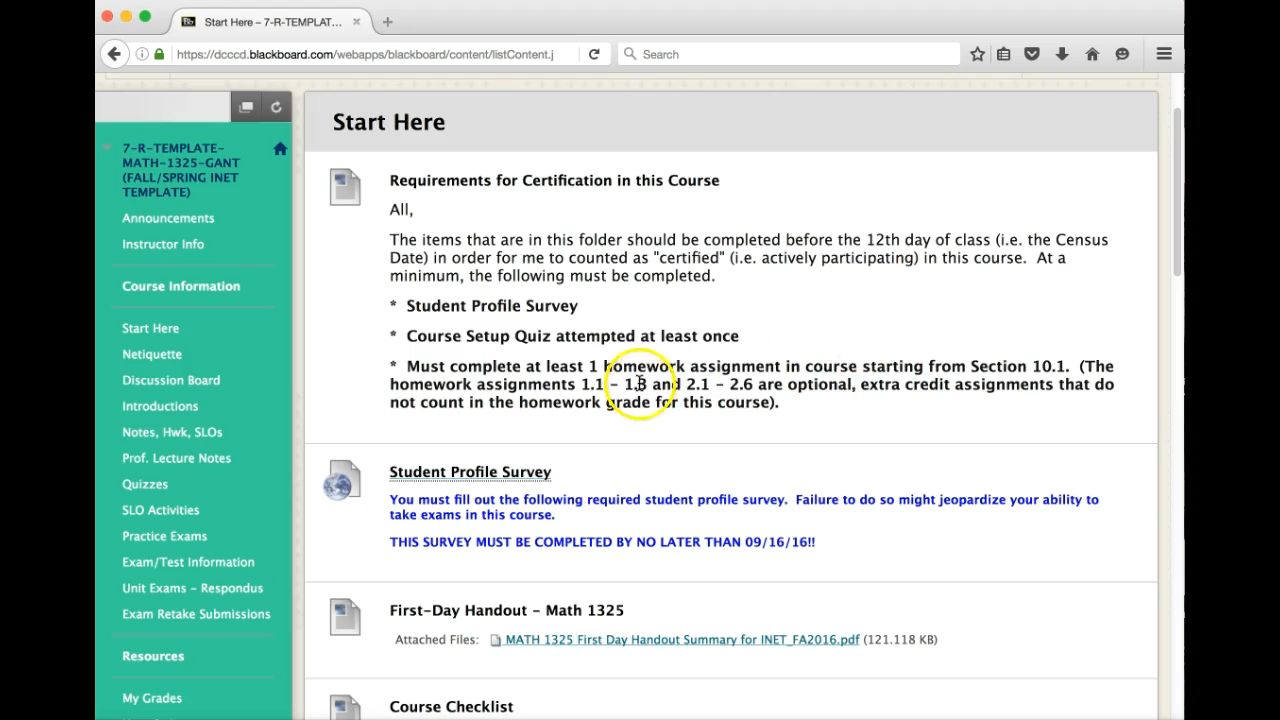 Start Here – 7-R-TEMPLAT...
https://dcccd.blackboard.com/webapps/blackboard/content/listContent.j
Search
7-R-TEMPLATE-
MATH-1325-GANT
(FALL/SPRING INET
TEMPLATE)
Announcements
Instructor Info
Course Information
Start Here
Netiquette
Discussion Board
Introductions
Notes, Hwk, SLOs
Prof. Lecture Notes
Quizzes
SLO Activities
Practice Exams
Exam/Test Information
Unit Exams - Respondus
Exam Retake Submissions
Resources
My Grades
Start Here
Requirements for Certification in this Course
All,
The items that are in this folder should be completed before the 12th day of class (i.e. the Census
Date) in order for me to counted as "certified" (i.e. actively participating) in this course.  At a
minimum, the following must be completed.
*  Student Profile Survey
*  Course Setup Quiz attempted at least once
*  Must complete at least 1 homework assignment in course starting from Section 10.1.  (The
homework assignments 1.1 - 1.3 and 2.1 - 2.6 are optional, extra credit assignments that do
not count in the homework grade for this course).
Student Profile Survey
You must fill out the following required student profile survey.  Failure to do so might jeopardize your ability to
take exams in this course.
THIS SURVEY MUST BE COMPLETED BY NO LATER THAN 09/16/16!!
First-Day Handout - Math 1325
Attached Files: MATH 1325 First Day Handout Summary for INET_FA2016.pdf (121.118 KB)
Course Checklist